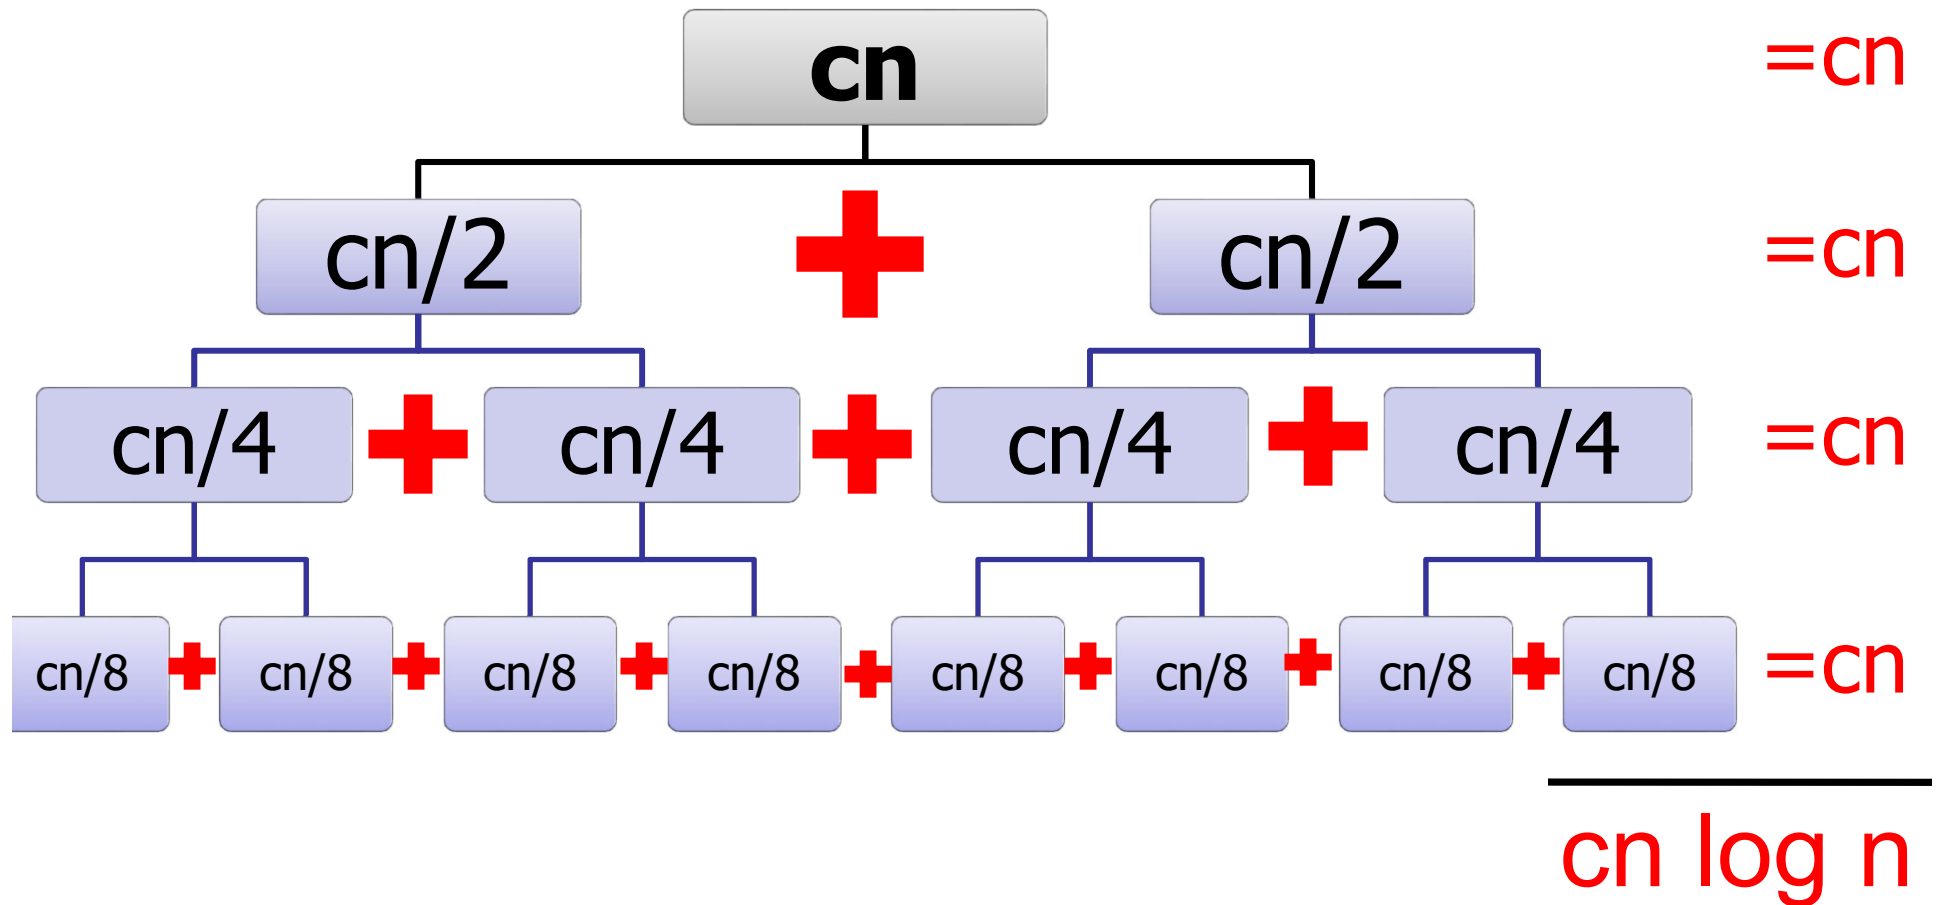 cn =cn
cn/2 + cn/2 =cn
cn/4 + cn/4 + cn/4 + cn/4 =cn
cn/8 + cn/8 + cn/8 + cn/8 + cn/8 + cn/8 + cn/8 + cn/8 =cn
cn log n